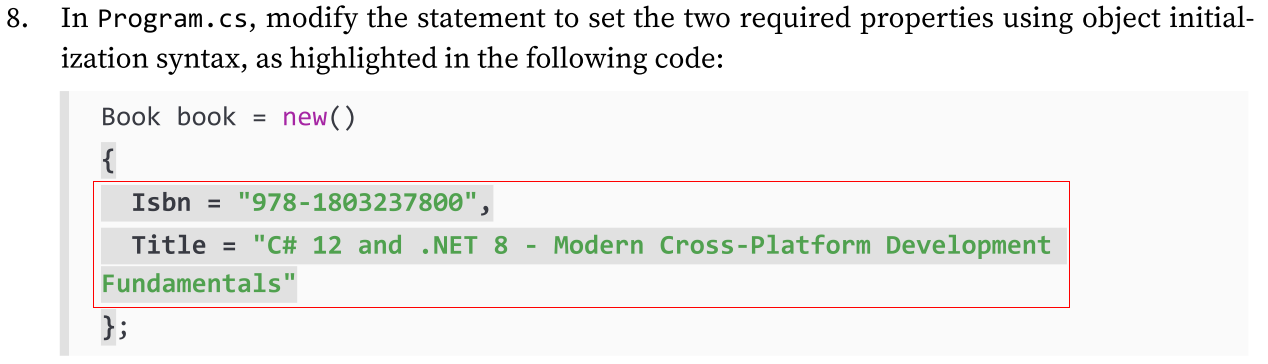 8. In Program.cs, modify the statement to set the two required properties using object initial-
ization syntax, as highlighted in the following code:
Book book = new()
{
Isbn = "978-1803237800",
Title = "C# 12 and .NET 8 - Modern Cross-Platform Development
Fundamentals"
};